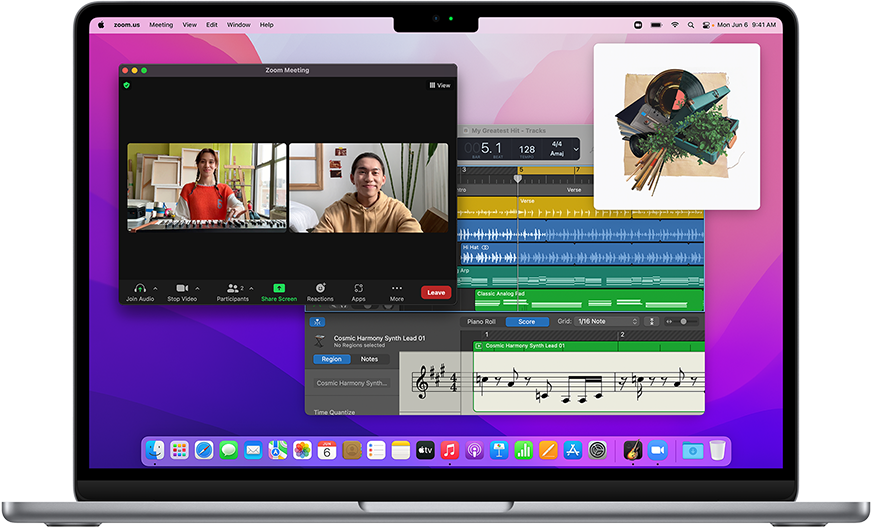 zoom.us Meeting View Edit Window Help
Mon Jun 6 9:41 AM
Zoom Meeting
View
My Greatest Hit - Tracks
005.1
BAR BEAT
128
TEMPO
4/4
Amaj
3 5 7
Verse
Verse
Hi Hat
Arp
Classic Analog Pad
Join Audio
Stop Video
2
Participants
Share Screen
Reactions
Apps
More
Leave
Piano Roll
Score
Grid: 1/16 Note
1 2
Cosmic Harmony Synth Lead 01
No Regions selected
Cosmic Harmony Synth Lead 01
Region
Notes
Cosmic Harmony Synth...
Time Quantize
4
4
JUN
6
tv